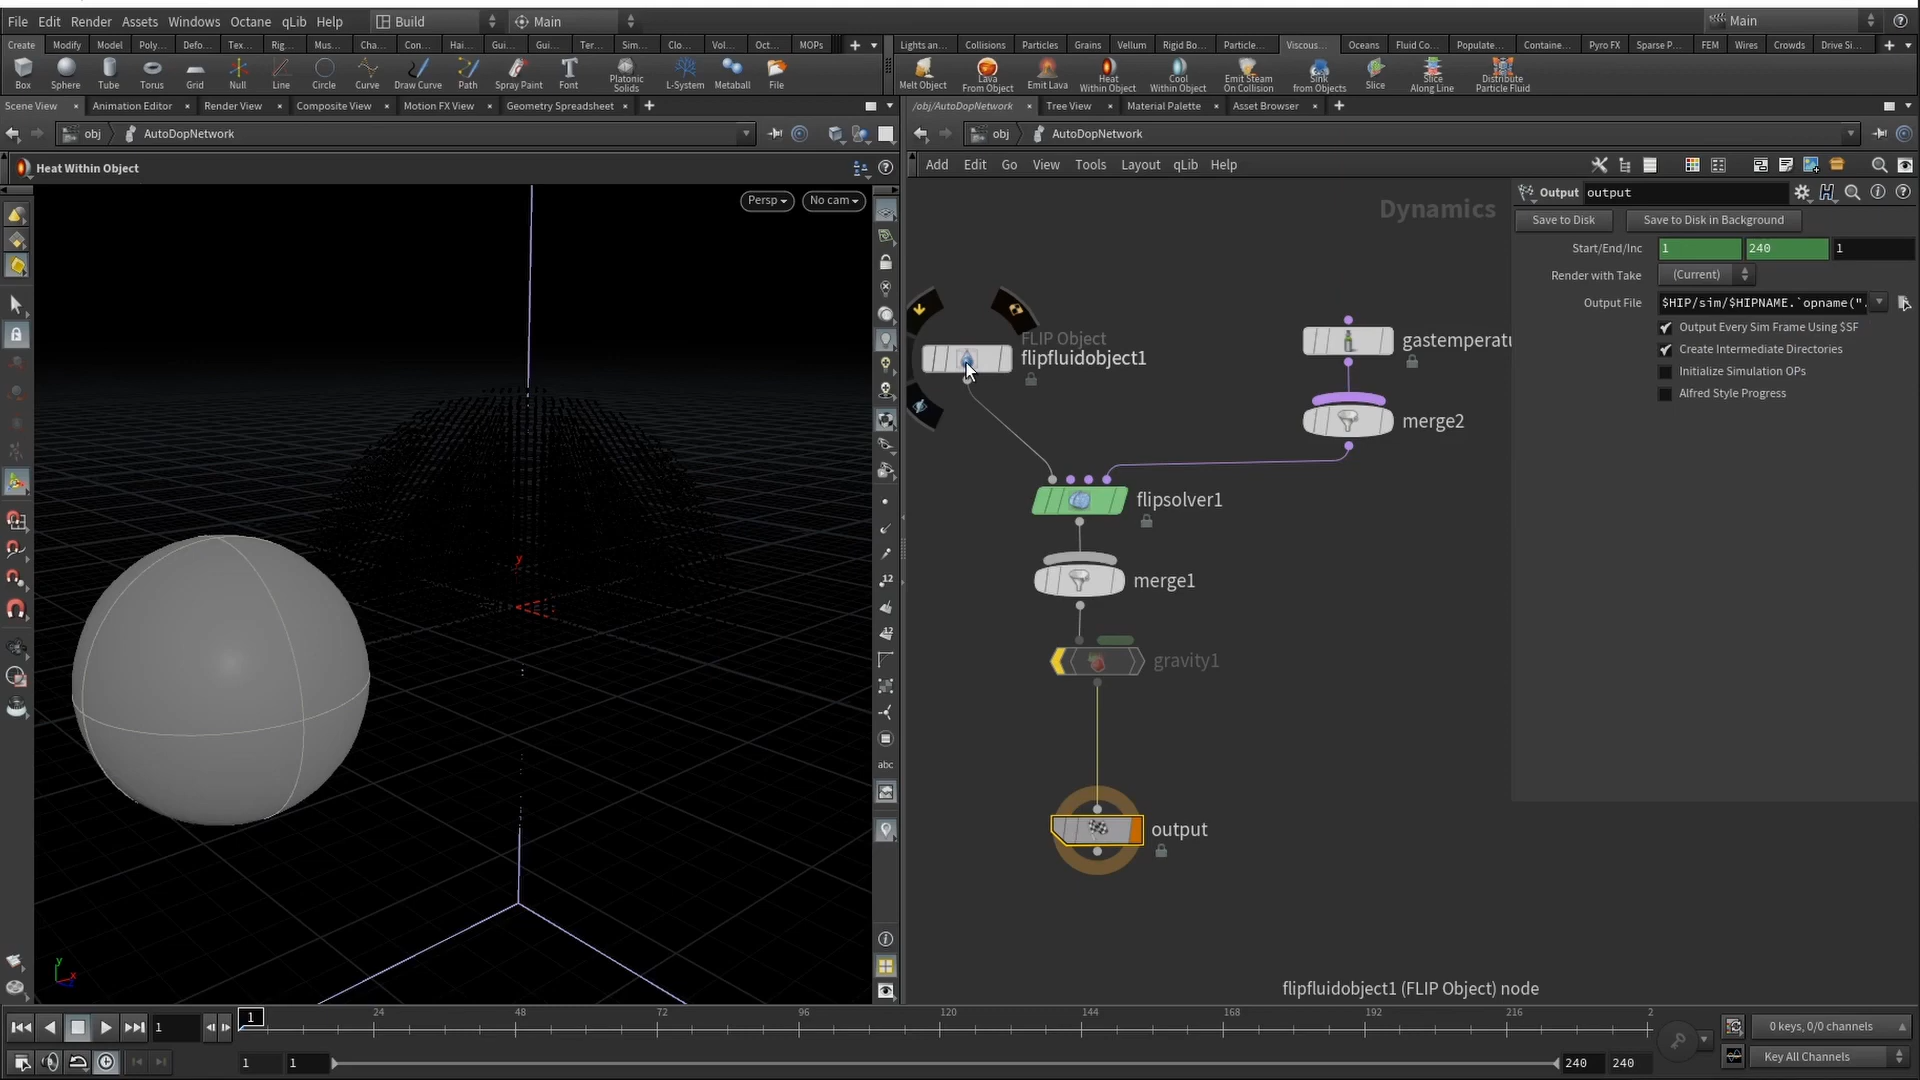 File Edit Render Assets Windows Octane qLib Help Build Main Main
Create Modify Model Poly... Defo... Tex... Rig... Mus... Cha... Con... Hai... Gui... Gui... Ter... Sim... Clo... Vol... Oct... MOPs
Lights an... Collisions Particles Grains Vellum Rigid Bo... Particle... Viscous... Oceans Fluid Co... Populate... Containe... Pyro FX Sparse P... FEM Wires Crowds Drive Si...
Box Sphere Tube Torus Grid Null Line Circle Curve Draw Curve Path Spray Paint Font Platonic Solids L-System Metaball File
Melt Object Lava From Object Emit Lava Heat Within Object Cool Within Object Emit Steam On Collision Sink from Objects Slice Slice Along Line Distribute Particle Fluid
Scene View Animation Editor Render View Composite View Motion FX View Geometry Spreadsheet
/obj/AutoDopNetwork Tree View Material Palette Asset Browser
obj AutoDopNetwork
obj AutoDopNetwork
Heat Within Object
Add Edit Go View Tools Layout qLib Help
Persp No cam
Dynamics
Output output
Save to Disk Save to Disk in Background
Start/End/Inc 1 240 1
Render with Take (Current)
Output File $HIP/sim/$HIPNAME.`opname(".
Output Every Sim Frame Using $SF
Create Intermediate Directories
Initialize Simulation OPs
Alfred Style Progress
FLIP Object
flipfluidobject1
gastemperatu
merge2
flipsolver1
merge1
gravity1
output
flipfluidobject1 (FLIP Object) node
y
12
12
abc
y
x
1 1 24 48 72 96 120 144 168 192 216 2
0 keys, 0/0 channels
1 1 240 240
Key All Channels